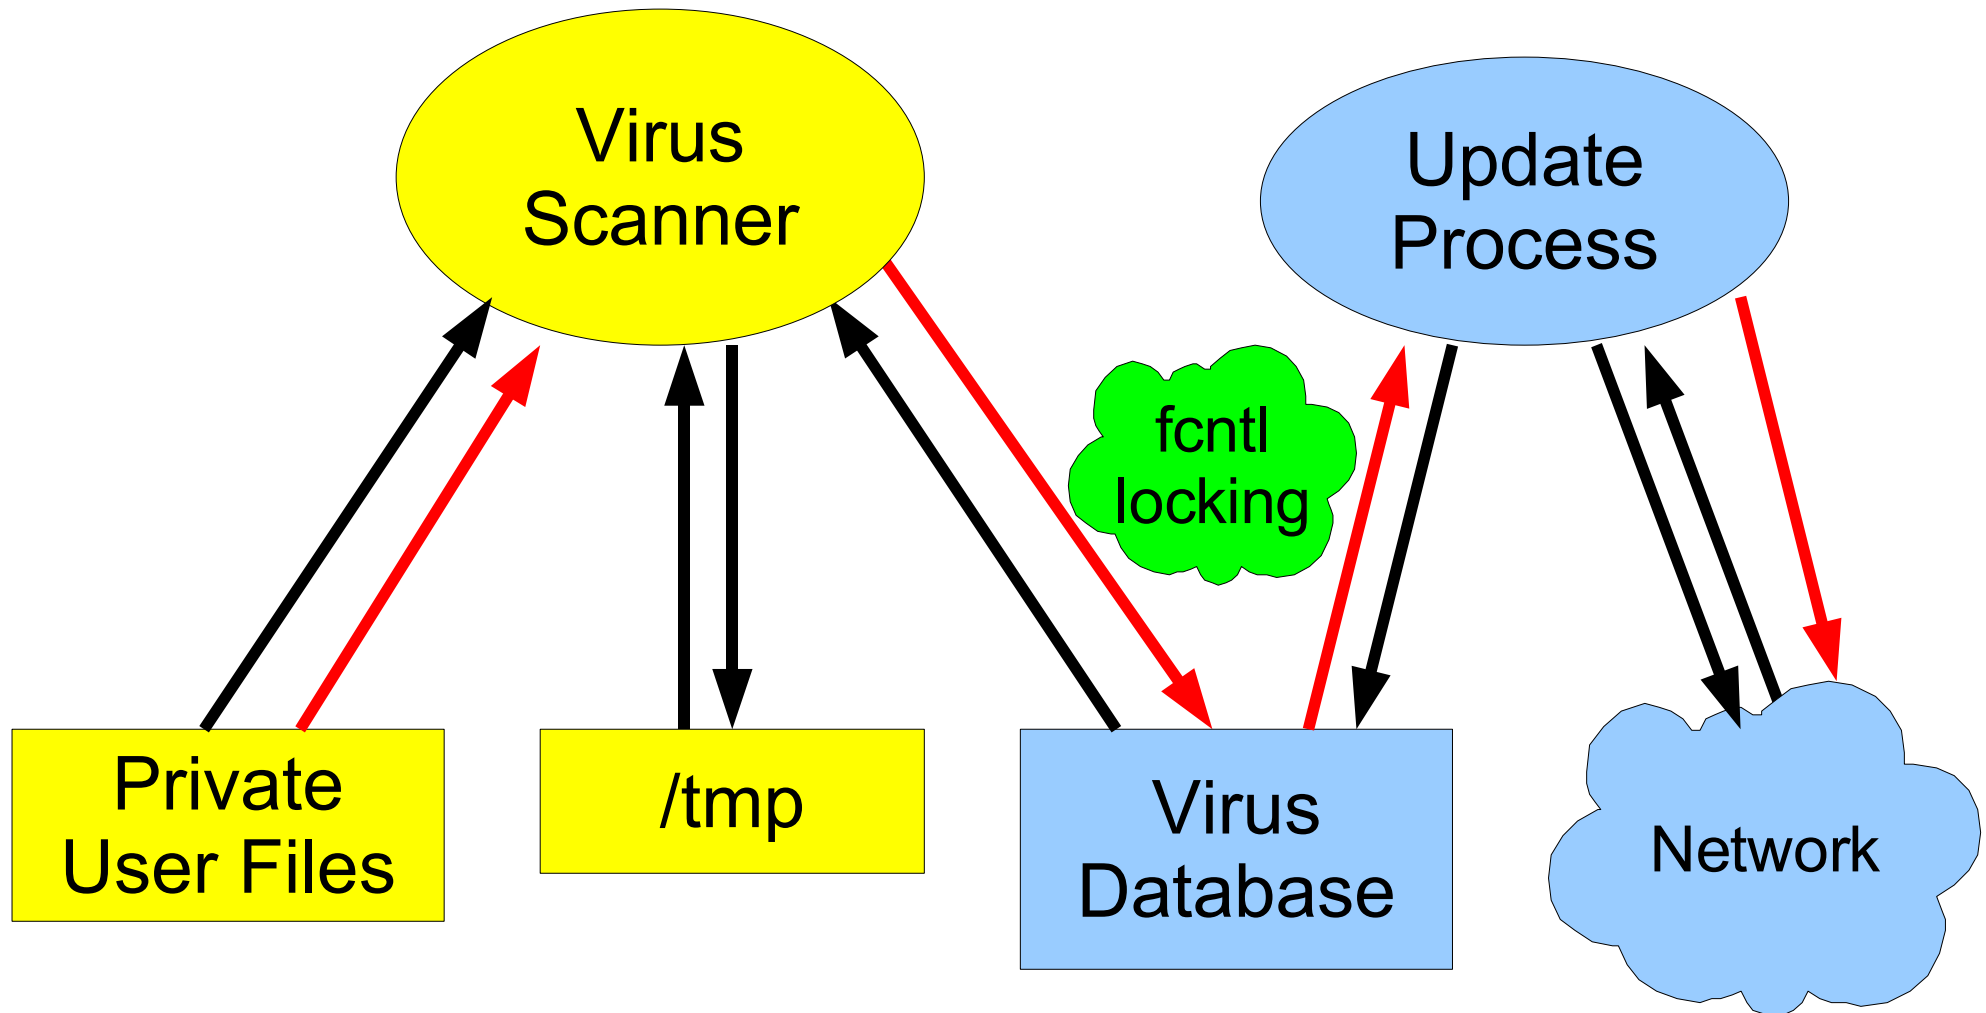 Virus
Scanner
Update
Process
fcntl
locking
Private
User Files
/tmp
Virus
Database
Network